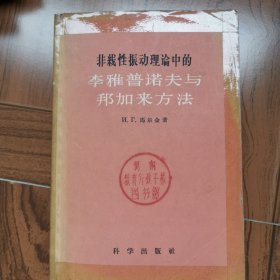 非线性振动理论中的
李雅普诺夫与
邦加来方法
И. Г. 马尔金 著
科学出版社